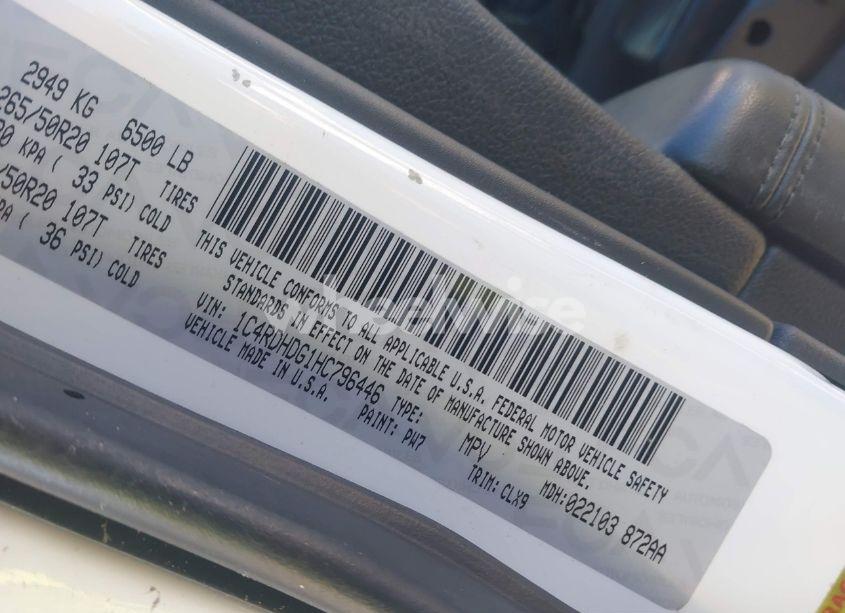 2949 KG 6500 LB
265/50R20 107T TIRES
KPA ( 33 PSI) COLD
50R20 107T TIRES
KPA ( 36 PSI) COLD
THIS VEHICLE CONFORMS TO ALL APPLICABLE U.S.A. FEDERAL MOTOR VEHICLE SAFETY
STANDARDS IN EFFECT ON THE DATE OF MANUFACTURE SHOWN ABOVE.
VIN: 1C4RDHDG1HC796446 TYPE: MPV MDH:022103 872AA
VEHICLE MADE IN U.S.A. PAINT: PW7 TRIM: CLX9
wheelwise